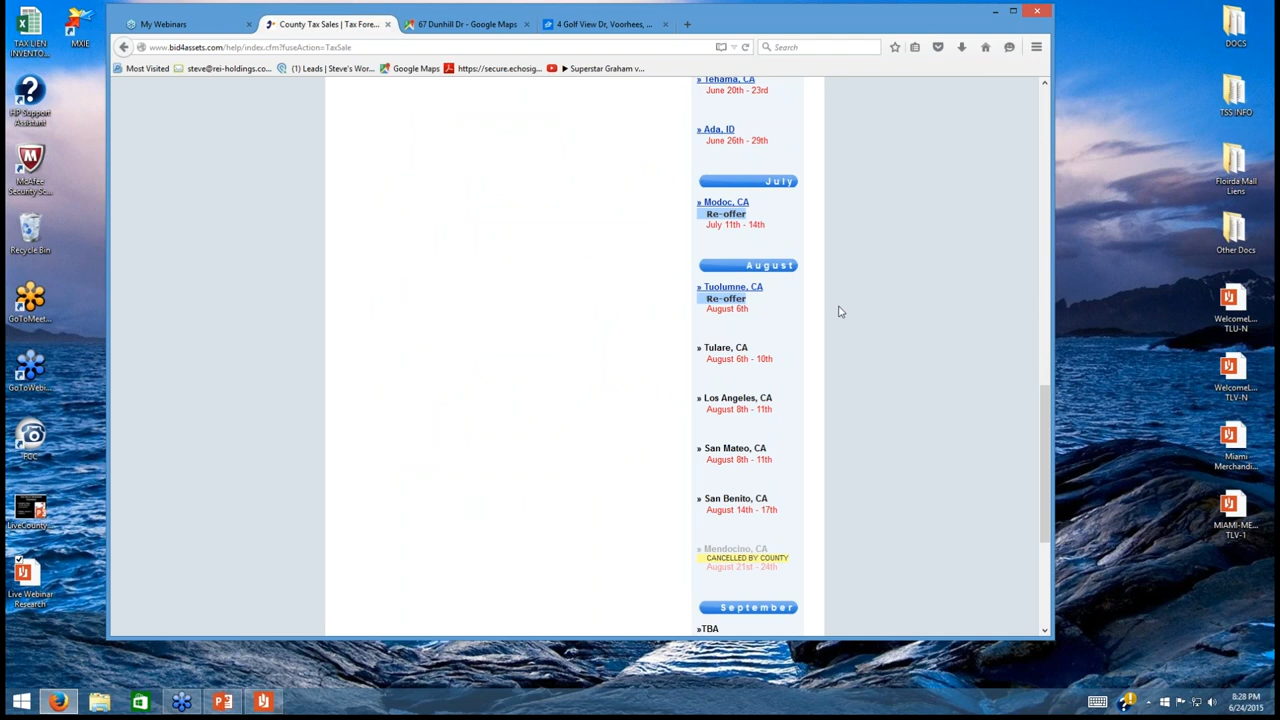 My Webinars
County Tax Sales | Tax Fore...
67 Dunhill Dr - Google Maps
4 Golf View Dr, Voorhees, ...
www.bid4assets.com/help/index.cfm?fuseAction=TaxSale
Search
Most Visited
steve@rei-holdings.co...
(1) Leads | Steve's Wor...
Google Maps
https://secure.echosig...
Superstar Graham v...
TAX LIEN
INVENTO...
MXIE
HP Support
Assistant
McAfee
Security Sc...
Recycle Bin
GoToMeet...
GoToWebi...
FCC
LiveCounty...
Live Webinar
Research
» Tehama, CA
June 20th - 23rd
» Ada, ID
June 26th - 29th
July
» Modoc, CA
Re-offer
July 11th - 14th
August
» Tuolumne, CA
Re-offer
August 6th
» Tulare, CA
August 6th - 10th
» Los Angeles, CA
August 8th - 11th
» San Mateo, CA
August 8th - 11th
» San Benito, CA
August 14th - 17th
» Mendocino, CA
CANCELLED BY COUNTY
August 21st - 24th
September
»TBA
DOCS
TSS INFO
Floirda Mall
Liens
Other Docs
WelcomeL...
TLU-N
WelcomeL...
TLV-N
Miami
Merchandi...
MIAMI-ME...
TLV-1
8:28 PM
6/24/2015